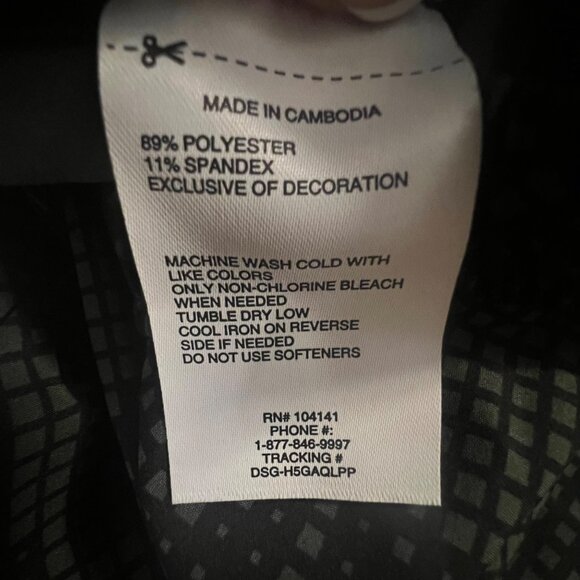 MADE IN CAMBODIA
89% POLYESTER
11% SPANDEX
EXCLUSIVE OF DECORATION
MACHINE WASH COLD WITH
LIKE COLORS
ONLY NON-CHLORINE BLEACH
WHEN NEEDED
TUMBLE DRY LOW
COOL IRON ON REVERSE
SIDE IF NEEDED
DO NOT USE SOFTENERS
RN# 104141
PHONE #:
1-877-846-9997
TRACKING #
DSG-H5GAQLPP